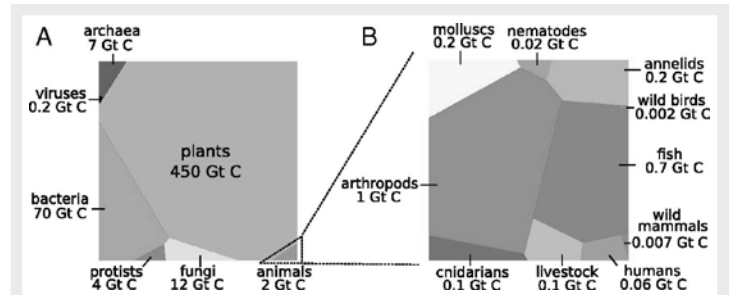 A
archaea
7 Gt C
viruses
0.2 Gt C
plants
450 Gt C
bacteria
70 Gt C
protists
4 Gt C
fungi
12 Gt C
animals
2 Gt C
B
molluscs
0.2 Gt C
nematodes
0.02 Gt C
annelids
0.2 Gt C
wild birds
0.002 Gt C
fish
0.7 Gt C
arthropods
1 Gt C
wild
mammals
0.007 Gt C
cnidarians
0.1 Gt C
livestock
0.1 Gt C
humans
0.06 Gt C